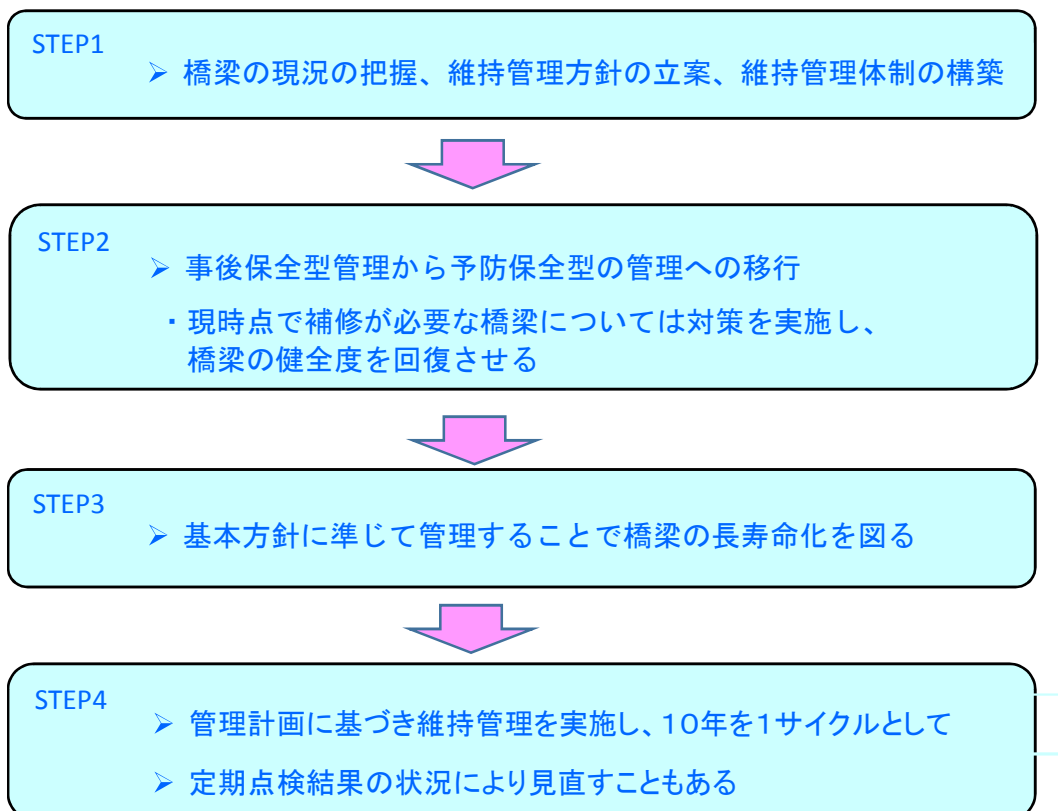 STEP1
➢ 橋梁の現況の把握、維持管理方針の立案、維持管理体制の構築
STEP2
➢ 事後保全型管理から予防保全型の管理への移行
・現時点で補修が必要な橋梁については対策を実施し、
橋梁の健全度を回復させる
STEP3
➢ 基本方針に準じて管理することで橋梁の長寿命化を図る
STEP4
➢ 管理計画に基づき維持管理を実施し、10年を1サイクルとして
➢ 定期点検結果の状況により見直すこともある